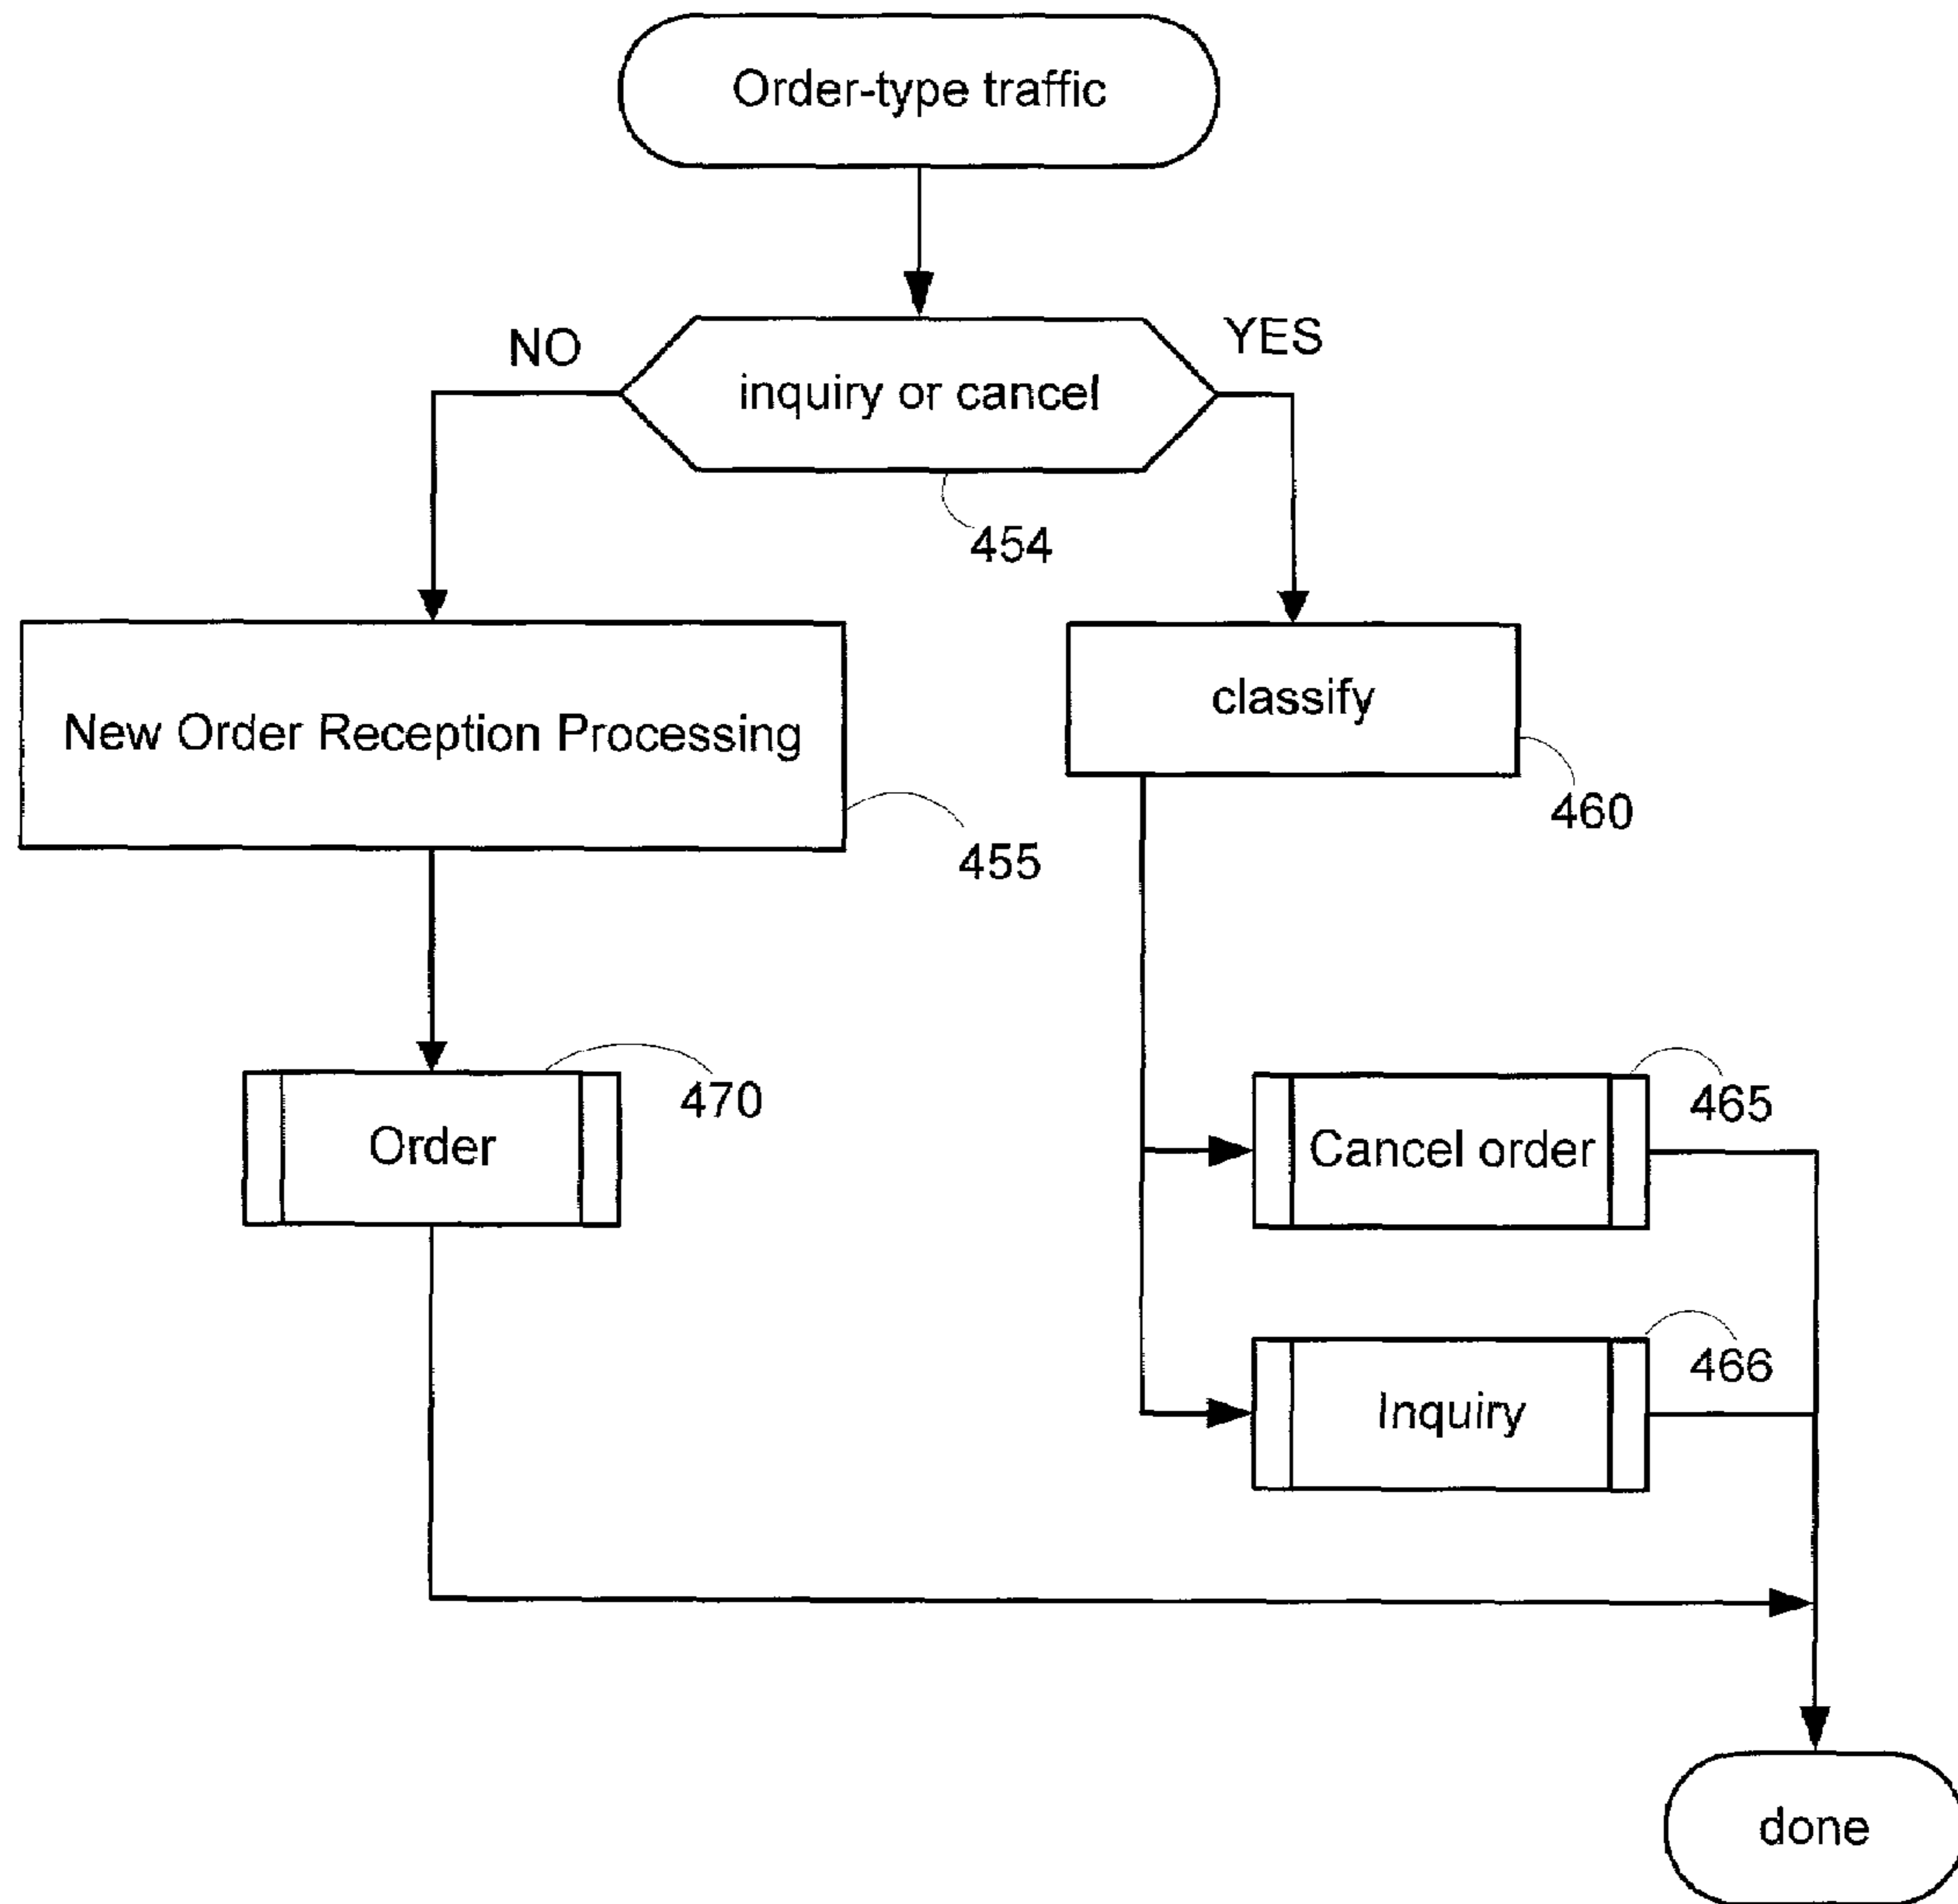 Order-type traffic
NO
YES
inquiry or cancel
454
New Order Reception Processing
455
classify
460
Order
470
Cancel order
465
Inquiry
466
done